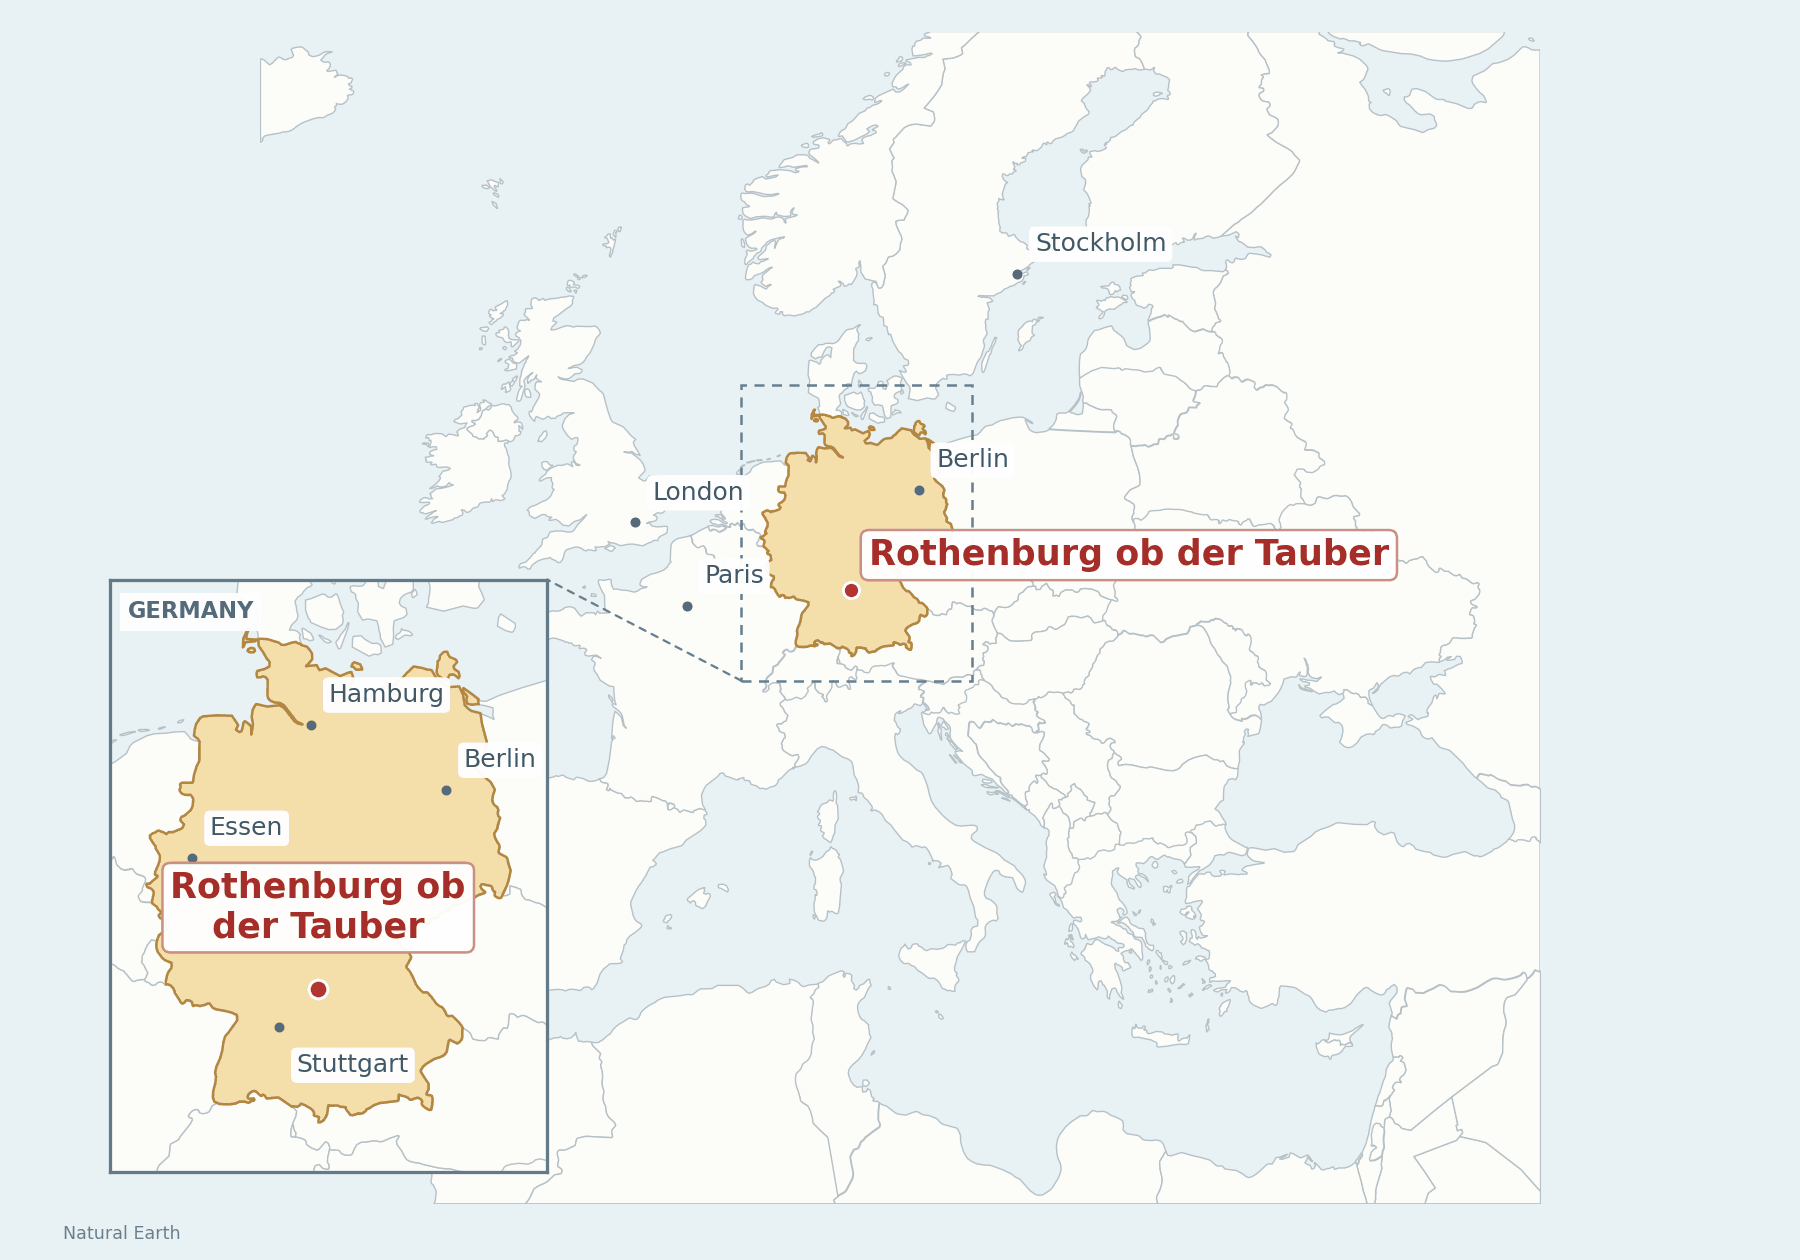 Stockholm
Berlin
London
Rothenburg ob der Tauber
Paris
GERMANY
Hamburg
Berlin
Essen
Rothenburg ob
der Tauber
Stuttgart
Natural Earth